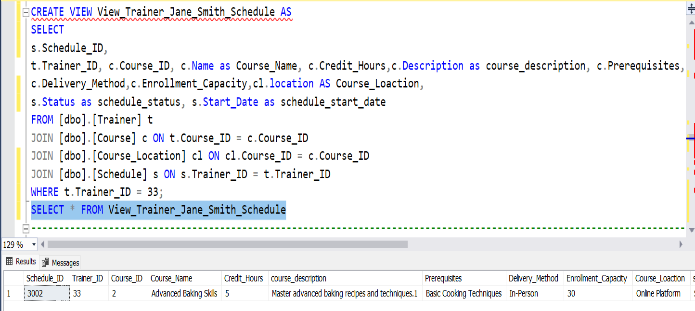 CREATE VIEW View_Trainer_Jane_Smith_Schedule AS
SELECT
s.Schedule_ID,
t.Trainer_ID, c.Course_ID, c.Name as Course_Name, c.Credit_Hours,c.Description as course_description, c.Prerequisites,
c.Delivery_Method,c.Enrollment_Capacity,cl.location AS Course_Loaction,
s.Status as schedule_status, s.Start_Date as schedule_start_date
FROM [dbo].[Trainer] t
JOIN [dbo].[Course] c ON t.Course_ID = c.Course_ID
JOIN [dbo].[Course_Location] cl ON cl.Course_ID = c.Course_ID
JOIN [dbo].[Schedule] s ON s.Trainer_ID = t.Trainer_ID
WHERE t.Trainer_ID = 33;
SELECT * FROM View_Trainer_Jane_Smith_Schedule
129 %
Results Messages
Schedule_ID Trainer_ID Course_ID Course_Name Credit_Hours course_description Prerequisites Delivery_Method Enrollment_Capacity Course_Loaction s
1 3002 33 2 Advanced Baking Skills 5 Master advanced baking recipes and techniques.1 Basic Cooking Techniques In-Person 30 Online Platform